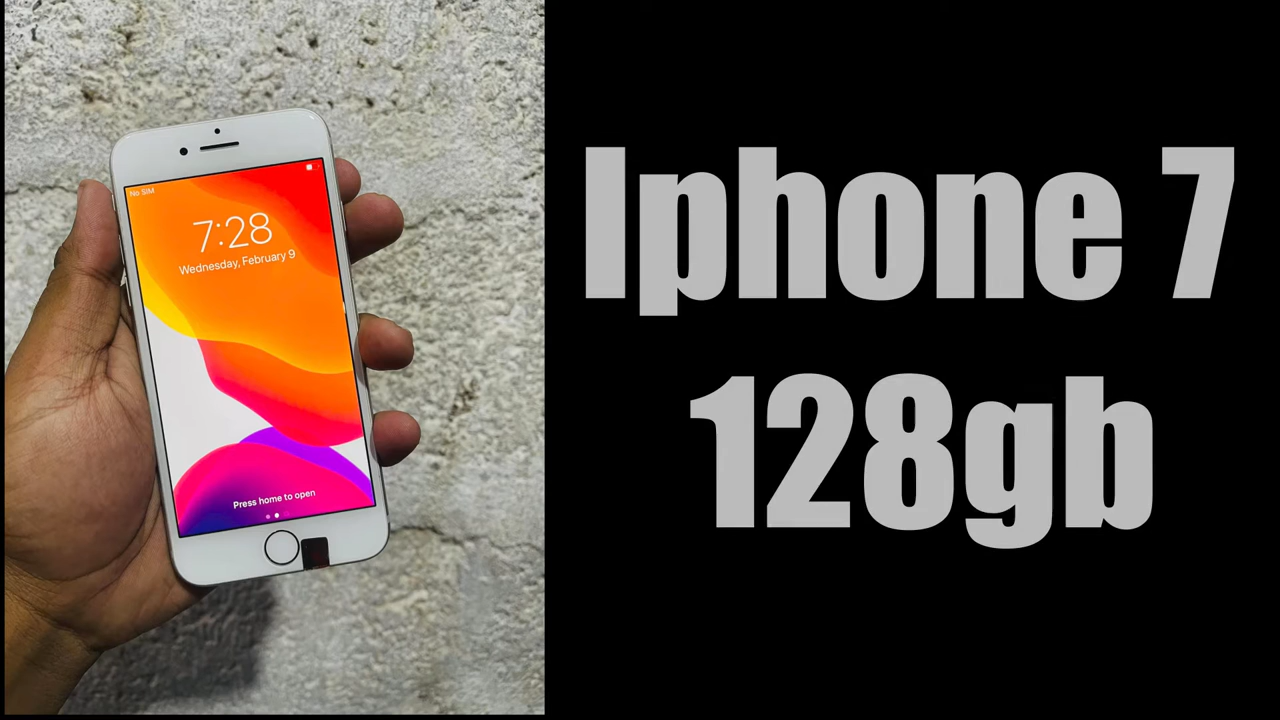 No SIM
7:28
Wednesday, February 9
Press home to open
Iphone 7
128gb